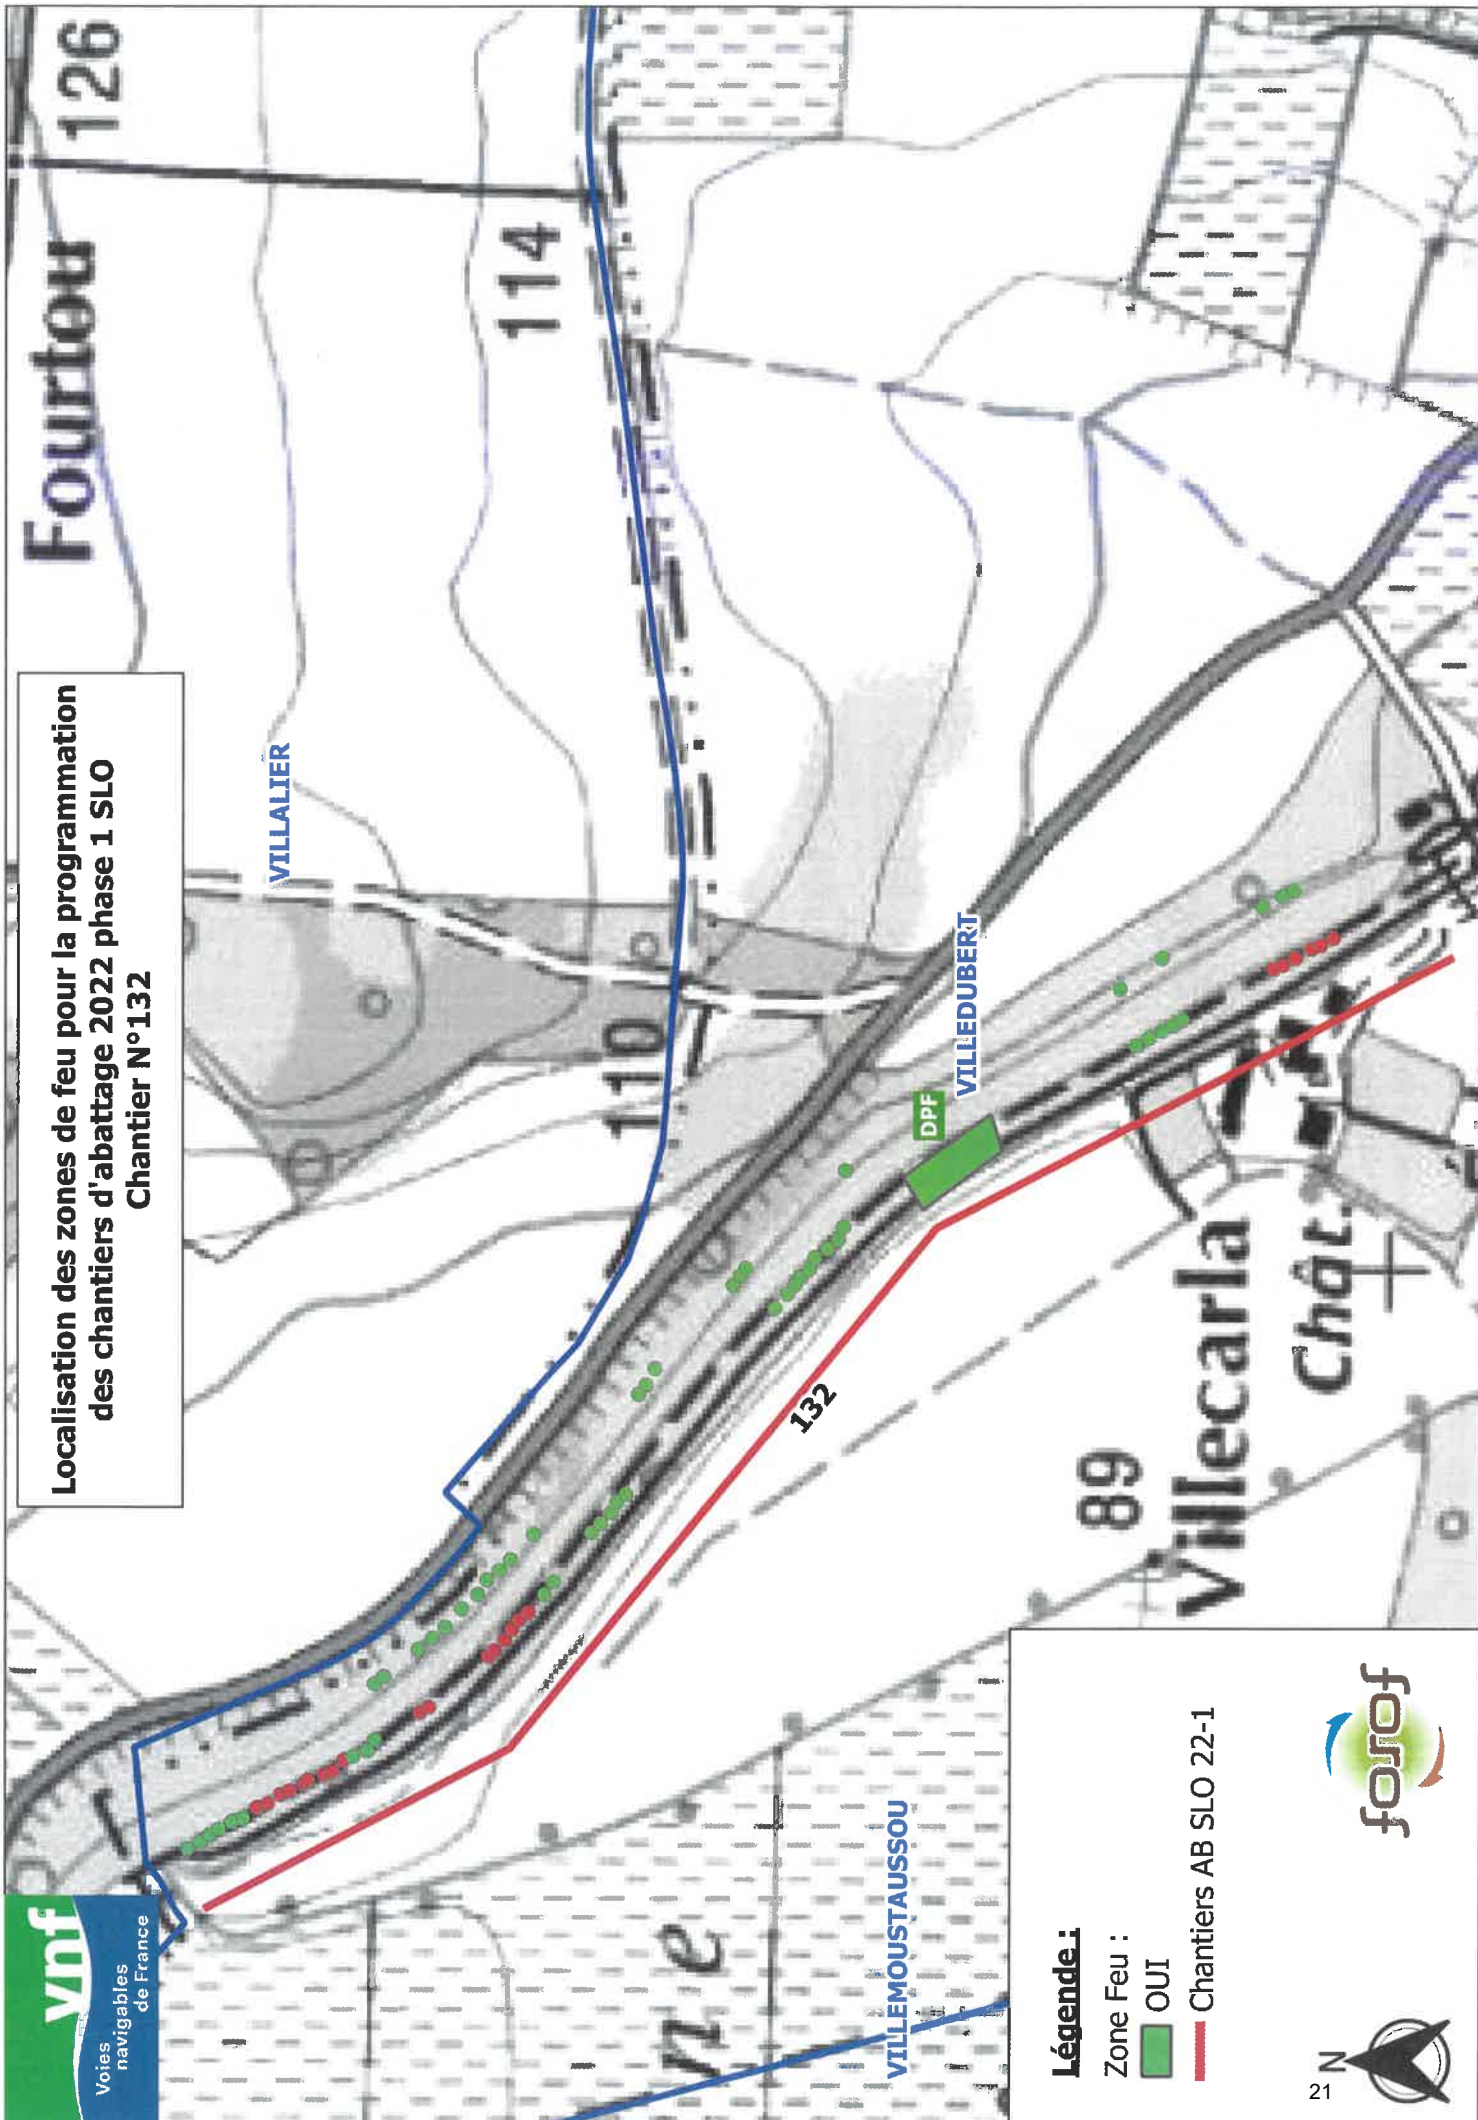 Localisation des zones de feu pour la programmation
des chantiers d'abattage 2022 phase 1 SLO
Chantier N°132
vnf
Voies
navigables
de France
Fourtou
126
114
VILLALIER
110
VILLEDUBERT
DPF
132
89
Villecarla
Chât.
ne
VILLEMOUSTAUSSOU
Légende :
Zone Feu :
OUI
Chantiers AB SLO 22-1
forof
N
21